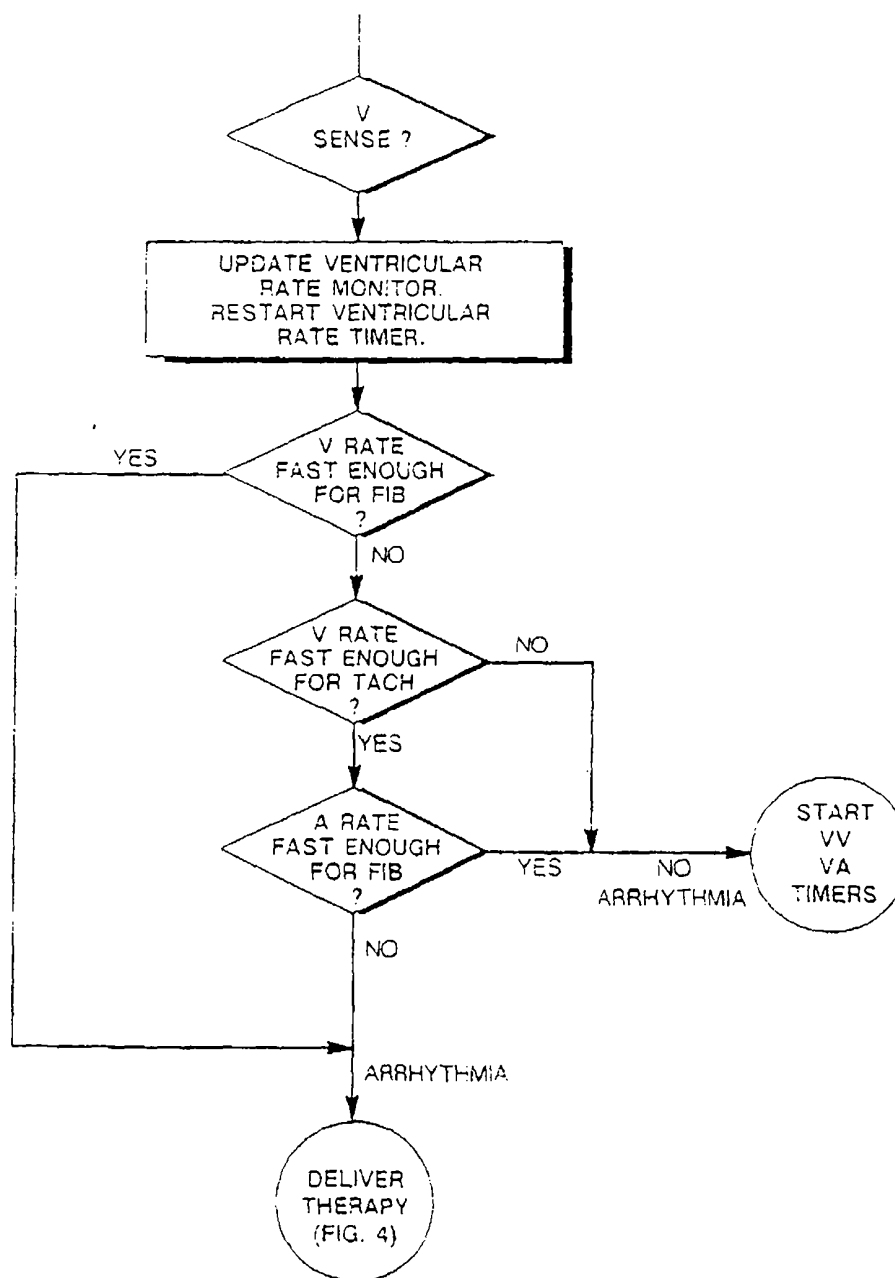 V
SENSE ?
UPDATE VENTRICULAR
RATE MONITOR.
RESTART VENTRICULAR
RATE TIMER.
V RATE
FAST ENOUGH
FOR FIB
?
YES
NO
V RATE
FAST ENOUGH
FOR TACH
?
NO
YES
A RATE
FAST ENOUGH
FOR FIB
?
YES
NO
ARRHYTHMIA
START
VV
VA
TIMERS
NO
ARRHYTHMIA
DELIVER
THERAPY
(FIG. 4)